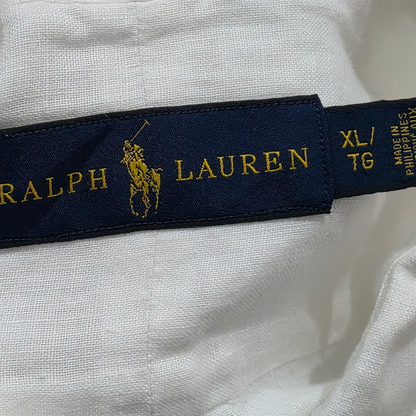 RALPH LAUREN
XL/
TG
MADE IN
PHILIPPINES